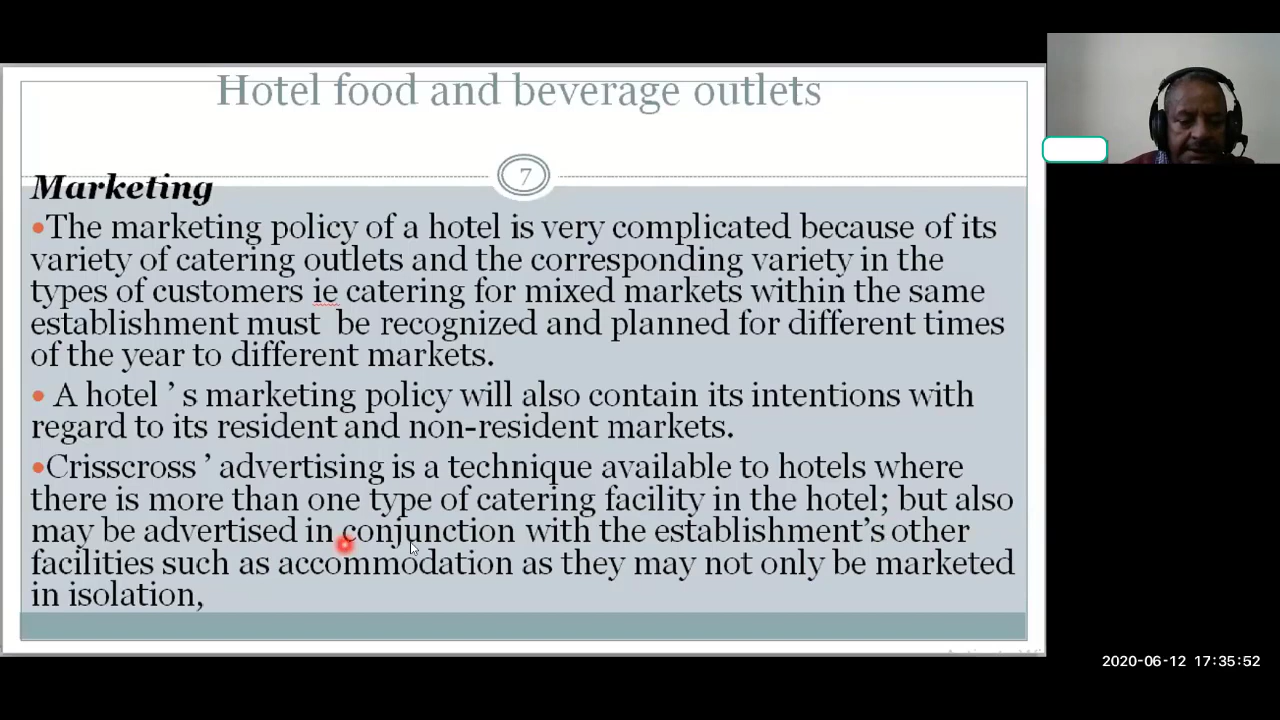 Hotel food and beverage outlets
7
Marketing
•The marketing policy of a hotel is very complicated because of its
variety of catering outlets and the corresponding variety in the
types of customers ie catering for mixed markets within the same
establishment must  be recognized and planned for different times
of the year to different markets.
• A hotel ’ s marketing policy will also contain its intentions with
regard to its resident and non-resident markets.
•Crisscross ’ advertising is a technique available to hotels where
there is more than one type of catering facility in the hotel; but also
may be advertised in conjunction with the establishment’s other
facilities such as accommodation as they may not only be marketed
in isolation,
2020-06-12 17:35:52